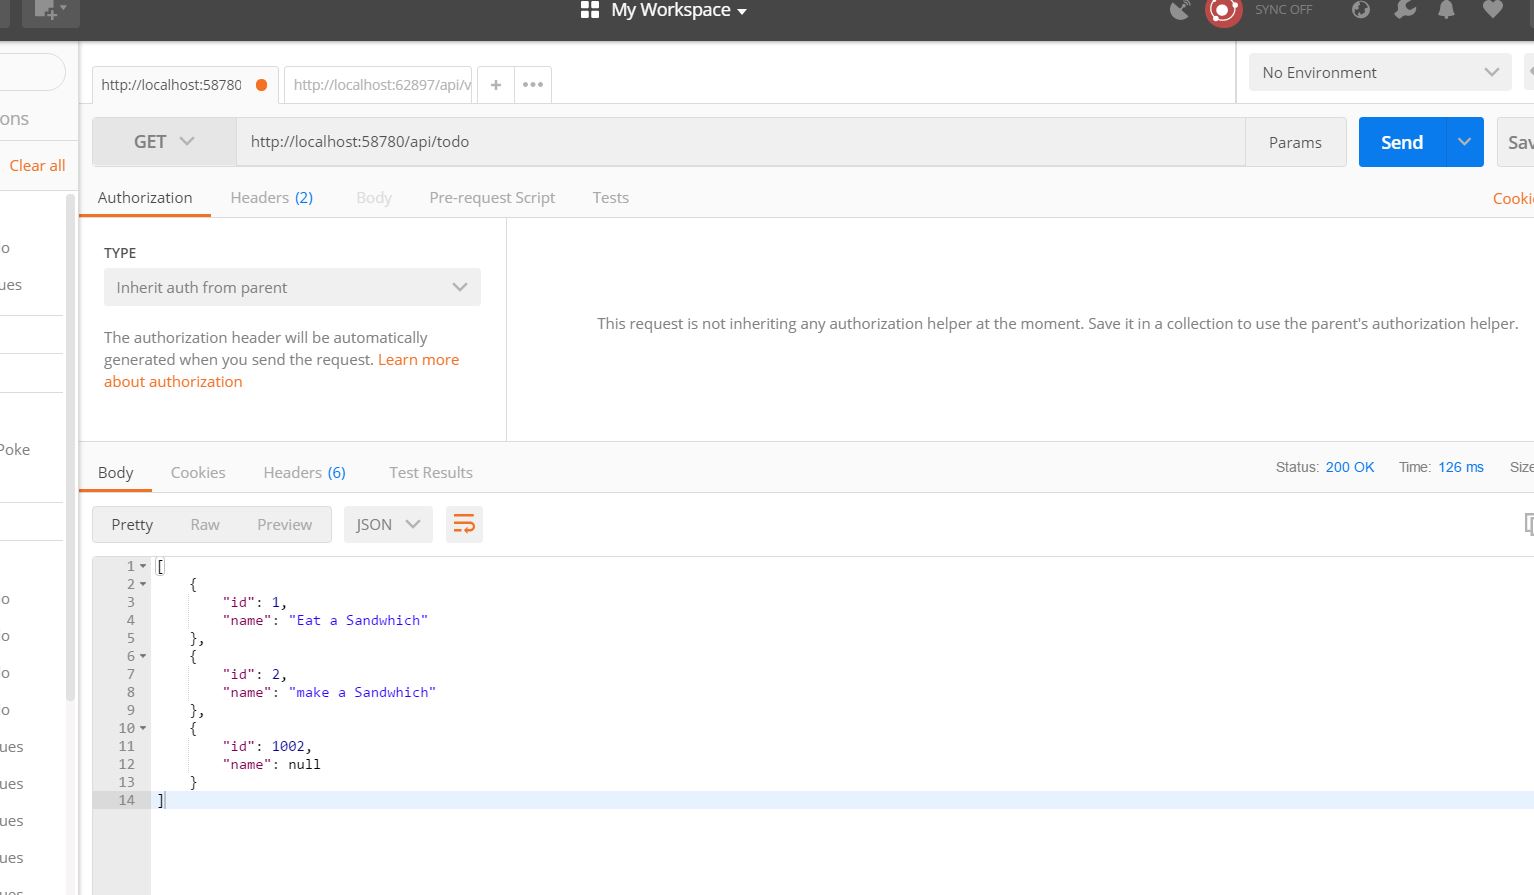 My Workspace
SYNC OFF
http://localhost:58780
http://localhost:62897/api/v
+
•••
No Environment
ons
GET
http://localhost:58780/api/todo
Params
Send
Sav
Clear all
Authorization
Headers (2)
Body
Pre-request Script
Tests
Cooki
o
ues
TYPE
Inherit auth from parent
The authorization header will be automatically
generated when you send the request. Learn more
about authorization
This request is not inheriting any authorization helper at the moment. Save it in a collection to use the parent's authorization helper.
Poke
Body
Cookies
Headers (6)
Test Results
Status: 200 OK
Time: 126 ms
Size
Pretty
Raw
Preview
JSON
1 [
2 {
3 "id": 1,
4 "name": "Eat a Sandwhich"
5 },
6 {
7 "id": 2,
8 "name": "make a Sandwhich"
9 },
10 {
11 "id": 1002,
12 "name": null
13 }
14 ]
o
o
o
o
ues
ues
ues
ues
ues